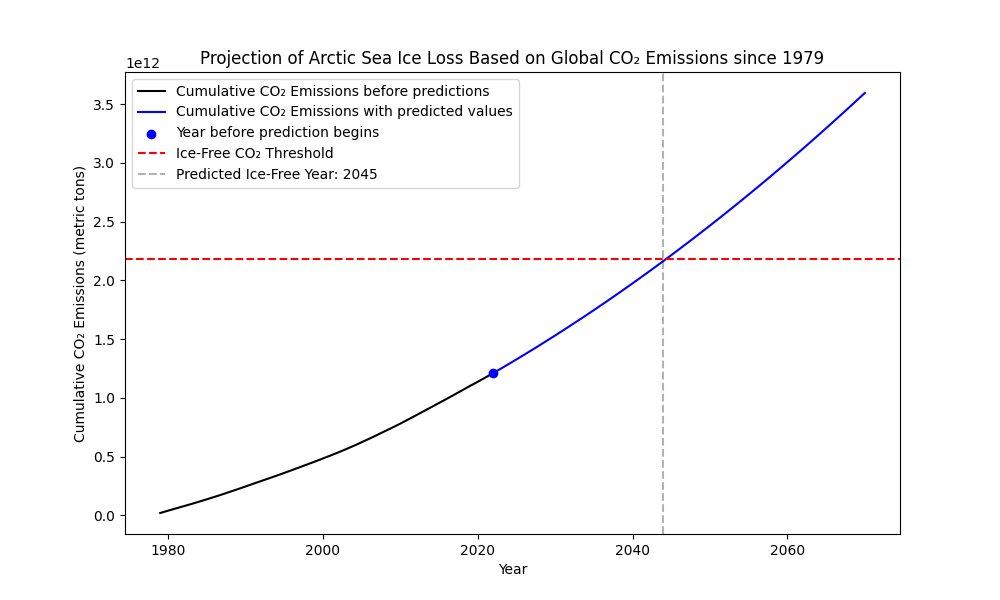 Projection of Arctic Sea Ice Loss Based on Global CO₂ Emissions since 1979
1e12
Cumulative CO₂ Emissions before predictions
Cumulative CO₂ Emissions with predicted values
Year before prediction begins
Ice-Free CO₂ Threshold
Predicted Ice-Free Year: 2045
3.5
3.0
2.5
2.0
1.5
1.0
0.5
0.0
Cumulative CO₂ Emissions (metric tons)
1980 2000 2020 2040 2060
Year